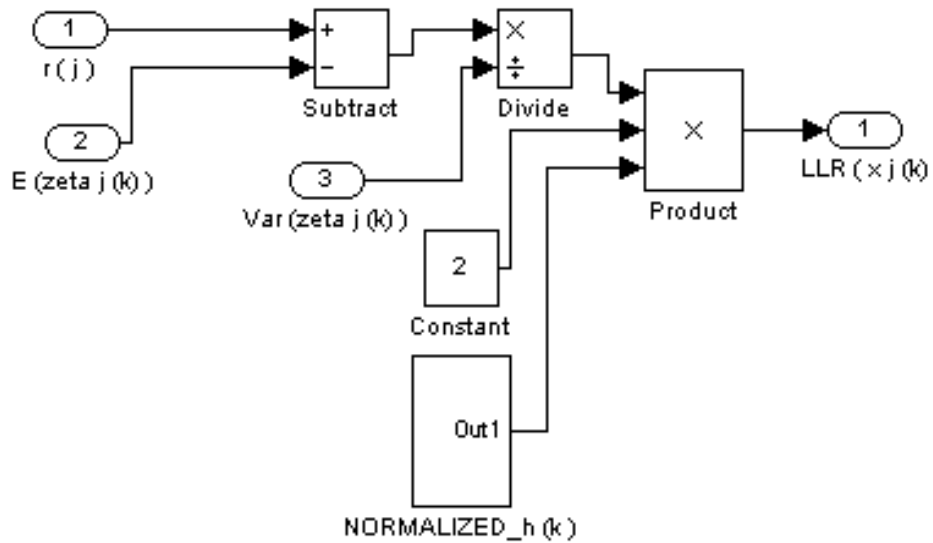 1
r ( j )
+
−
Subtract
×
÷
Divide
2
E (zeta j (k) )
3
Var (zeta j (k) )
×
Product
1
LLR ( × j (k)
2
Constant
Out1
NORMALIZED_h (k )